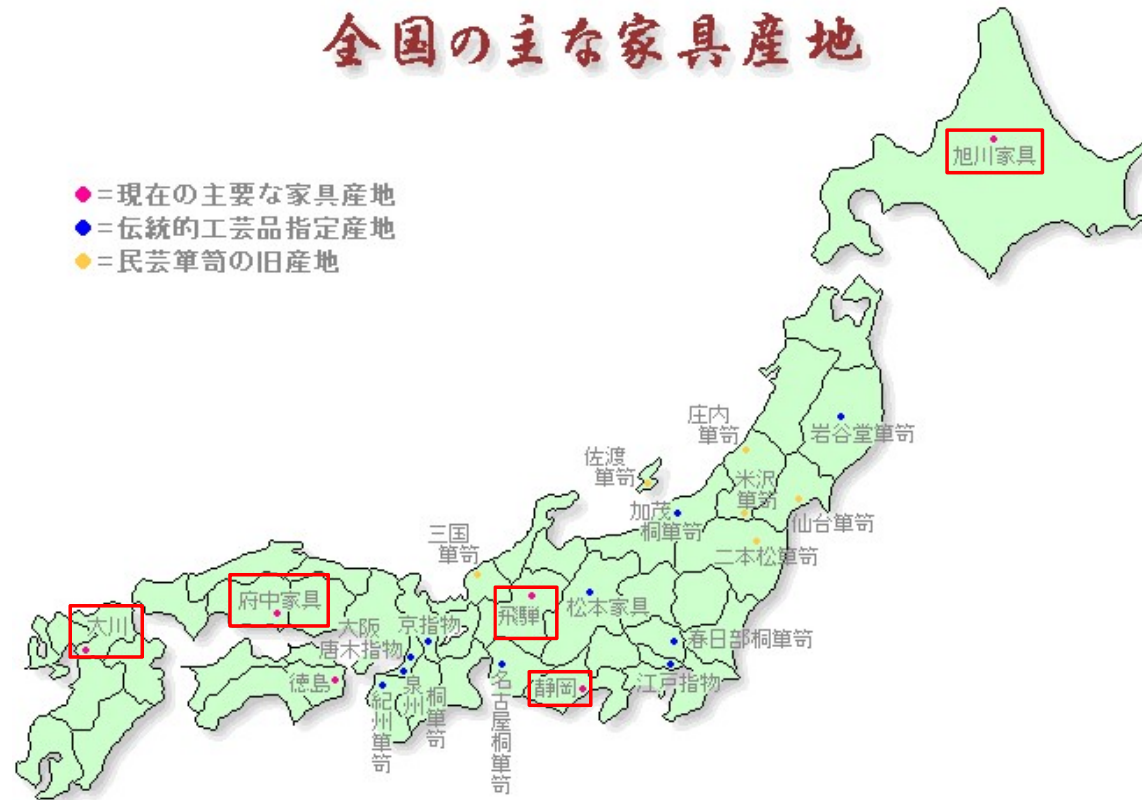 全国の主な家具産地
旭川家具
●=現在の主要な家具産地
●=伝統的工芸品指定産地
●=民芸箪笥の旧産地
庄内
箪笥
岩谷堂箪笥
佐渡
箪笥
米沢
箪笥
加茂
桐箪笥
仙台箪笥
三国
箪笥
二本松箪笥
府中家具
飛騨
松本家具
大川
大阪
唐木指物
京指物
春日部桐箪笥
徳島
静岡
江戸指物
紀州箪笥
泉州
桐箪笥
名古屋桐箪笥